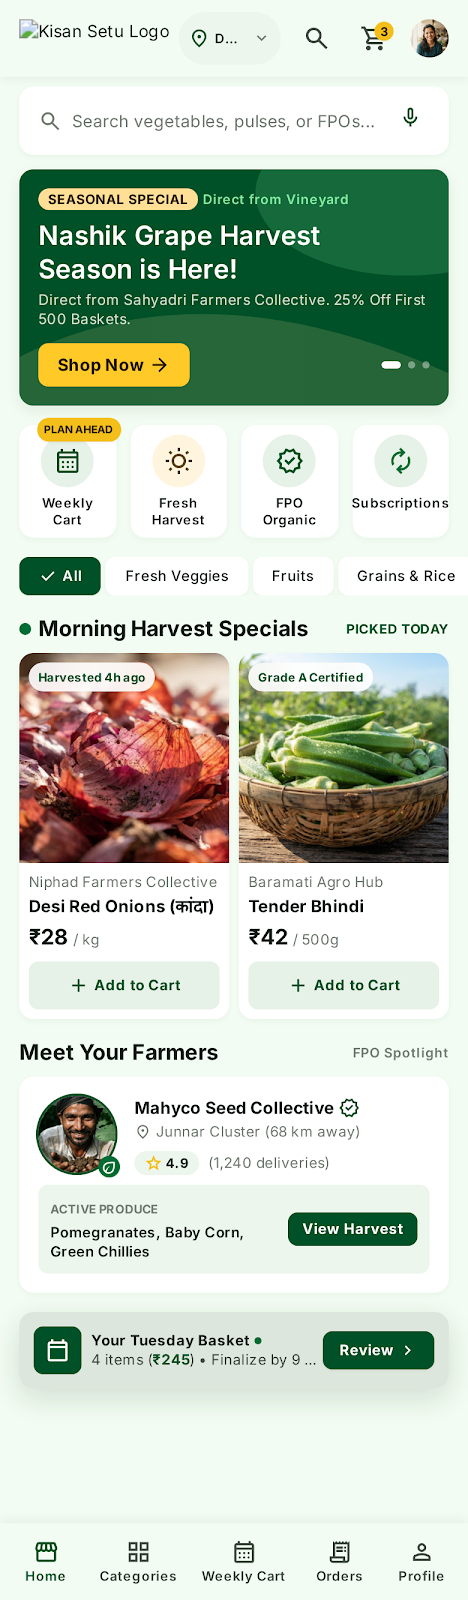 Kisan Setu Logo
D...
3
Search vegetables, pulses, or FPOs...
SEASONAL SPECIAL Direct from Vineyard
Nashik Grape Harvest
Season is Here!
Direct from Sahyadri Farmers Collective. 25% Off First
500 Baskets.
Shop Now →
PLAN AHEAD
Weekly
Cart
Fresh
Harvest
FPO
Organic
Subscriptions
All
Fresh Veggies
Fruits
Grains & Rice
Morning Harvest Specials
PICKED TODAY
Harvested 4h ago
Niphad Farmers Collective
Desi Red Onions (कांदा)
₹28 / kg
+ Add to Cart
Grade A Certified
Baramati Agro Hub
Tender Bhindi
₹42 / 500g
+ Add to Cart
Meet Your Farmers
FPO Spotlight
Mahyco Seed Collective
Junnar Cluster (68 km away)
4.9 (1,240 deliveries)
ACTIVE PRODUCE
Pomegranates, Baby Corn,
Green Chillies
View Harvest
Your Tuesday Basket
4 items (₹245) • Finalize by 9 ...
Review
Home
Categories
Weekly Cart
Orders
Profile